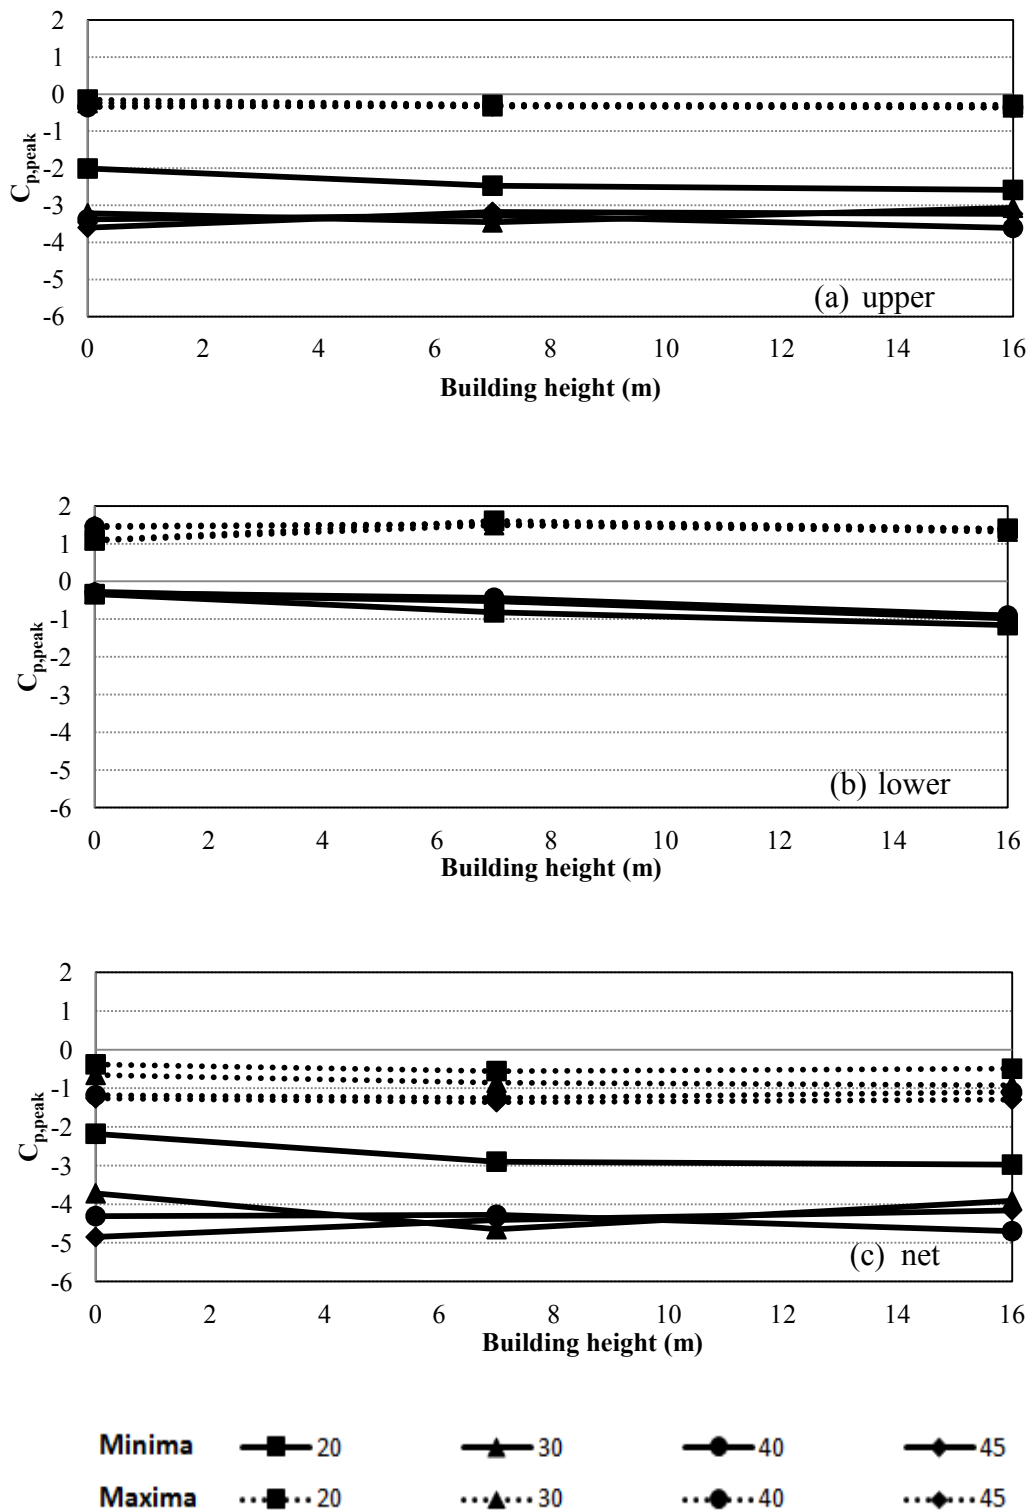 2
1
0
-1
-2
-3
-4
-5
-6
C_p,peak
(a) upper
0 2 4 6 8 10 12 14 16
Building height (m)
2
1
0
-1
-2
-3
-4
-5
-6
C_p,peak
(b) lower
0 2 4 6 8 10 12 14 16
Building height (m)
2
1
0
-1
-2
-3
-4
-5
-6
C_p,peak
(c) net
0 2 4 6 8 10 12 14 16
Building height (m)
Minima 20 30 40 45
Maxima 20 30 40 45